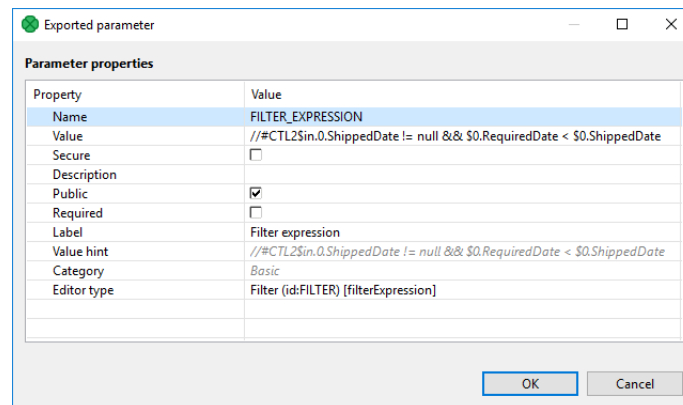 Exported parameter
Parameter properties
Property Value
Name FILTER_EXPRESSION
Value //#CTL2$in.0.ShippedDate != null && $0.RequiredDate < $0.ShippedDate
Secure
Description
Public
Required
Label Filter expression
Value hint //#CTL2$in.0.ShippedDate != null && $0.RequiredDate < $0.ShippedDate
Category Basic
Editor type Filter (id:FILTER) [filterExpression]
OK Cancel